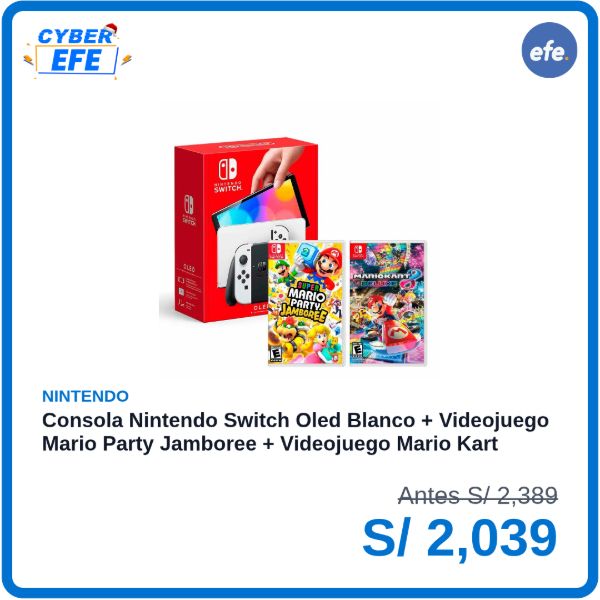 CYBER
EFE
efe.
NINTENDO
SWITCH
OLED
SUPER
MARIO PARTY
JAMBOREE
MARIO KART 8
DELUXE
E
E
NINTENDO
Consola Nintendo Switch Oled Blanco + Videojuego
Mario Party Jamboree + Videojuego Mario Kart
Antes S/ 2,389
S/ 2,039